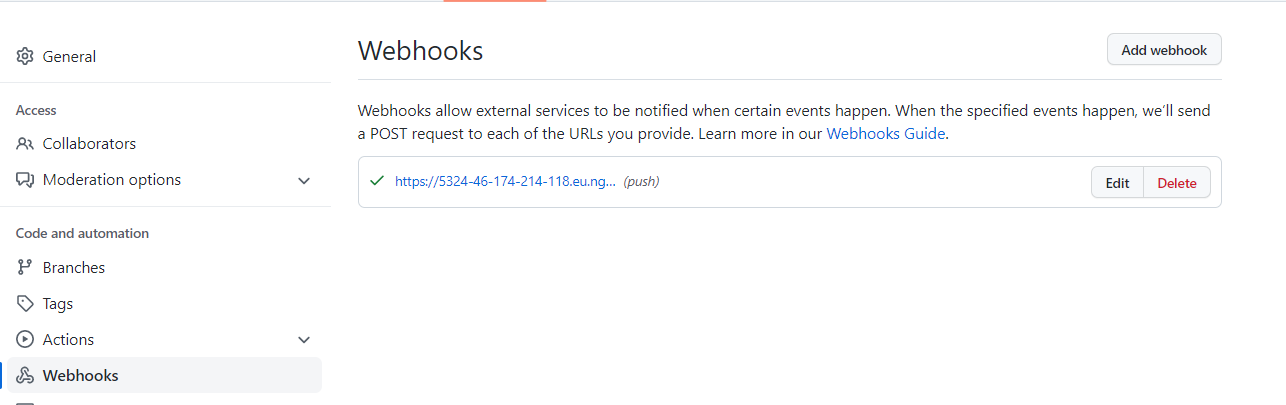 General
Access
Collaborators
Moderation options
Code and automation
Branches
Tags
Actions
Webhooks
Webhooks
Add webhook
Webhooks allow external services to be notified when certain events happen. When the specified events happen, we’ll send
a POST request to each of the URLs you provide. Learn more in our Webhooks Guide.
https://5324-46-174-214-118.eu.ng… (push)
Edit
Delete